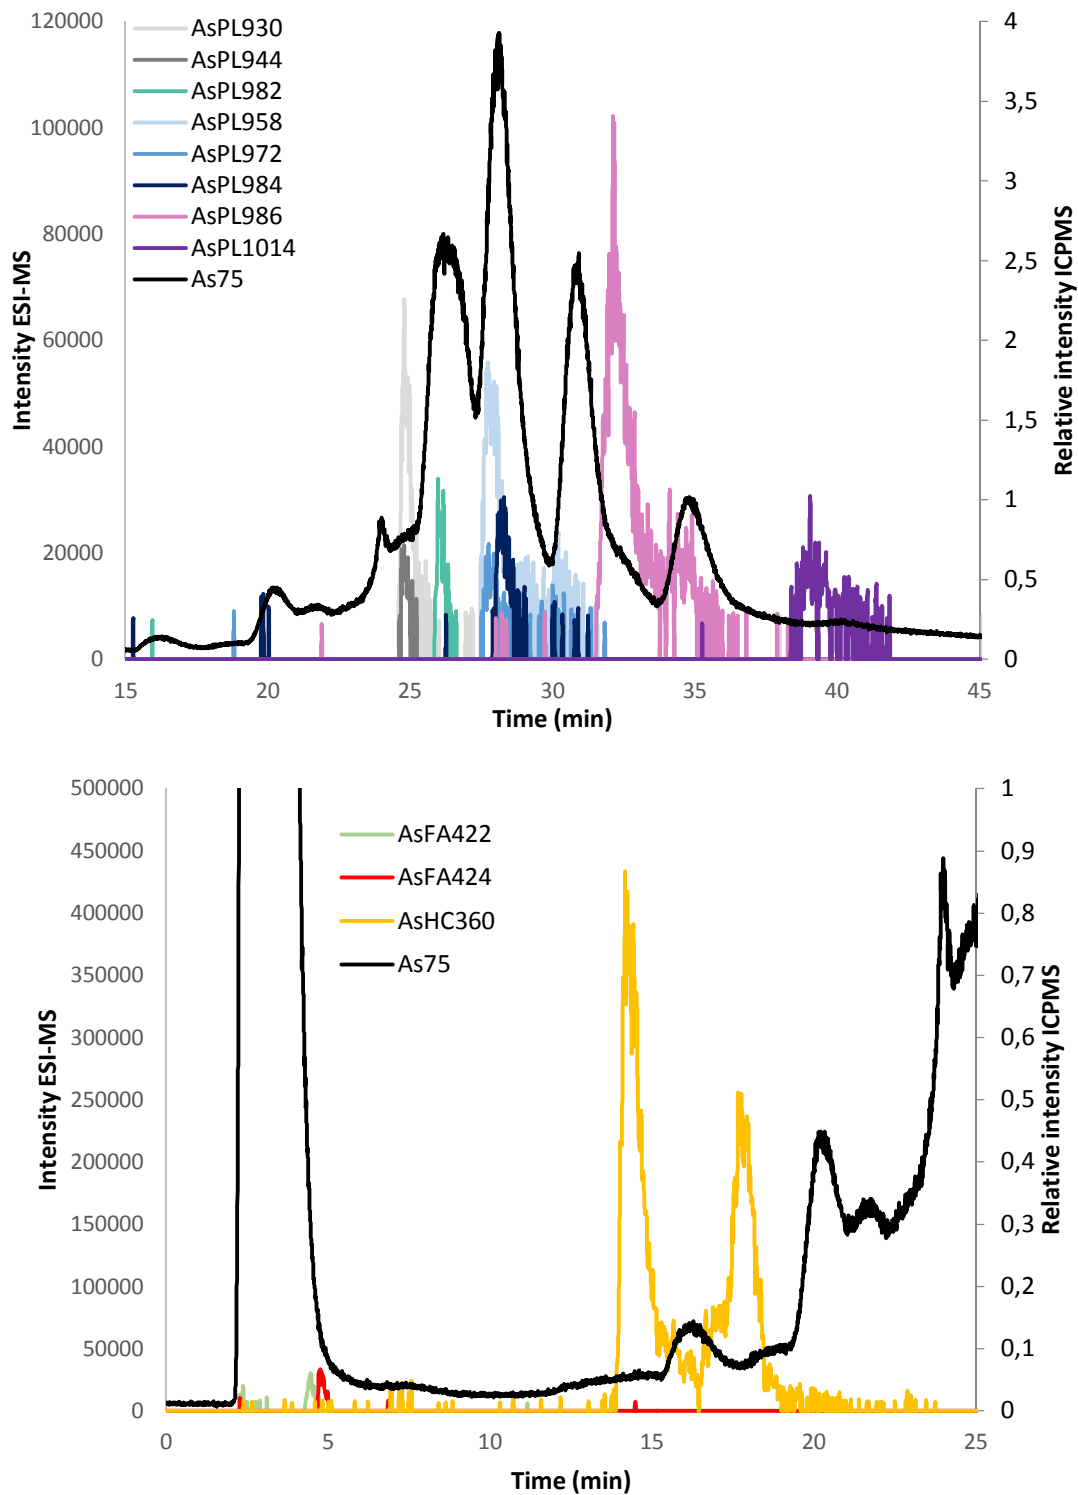 120000
100000
80000
60000
40000
20000
0
Intensity ESI-MS
AsPL930
AsPL944
AsPL982
AsPL958
AsPL972
AsPL984
AsPL986
AsPL1014
As75
4
3,5
3
2,5
2
1,5
1
0,5
0
Relative intensity ICPMS
15 20 25 30 35 40 45
Time (min)
500000
450000
400000
350000
300000
250000
200000
150000
100000
50000
0
Intensity ESI-MS
AsFA422
AsFA424
AsHC360
As75
1
0,9
0,8
0,7
0,6
0,5
0,4
0,3
0,2
0,1
0
Relative intensity ICPMS
0 5 10 15 20 25
Time (min)